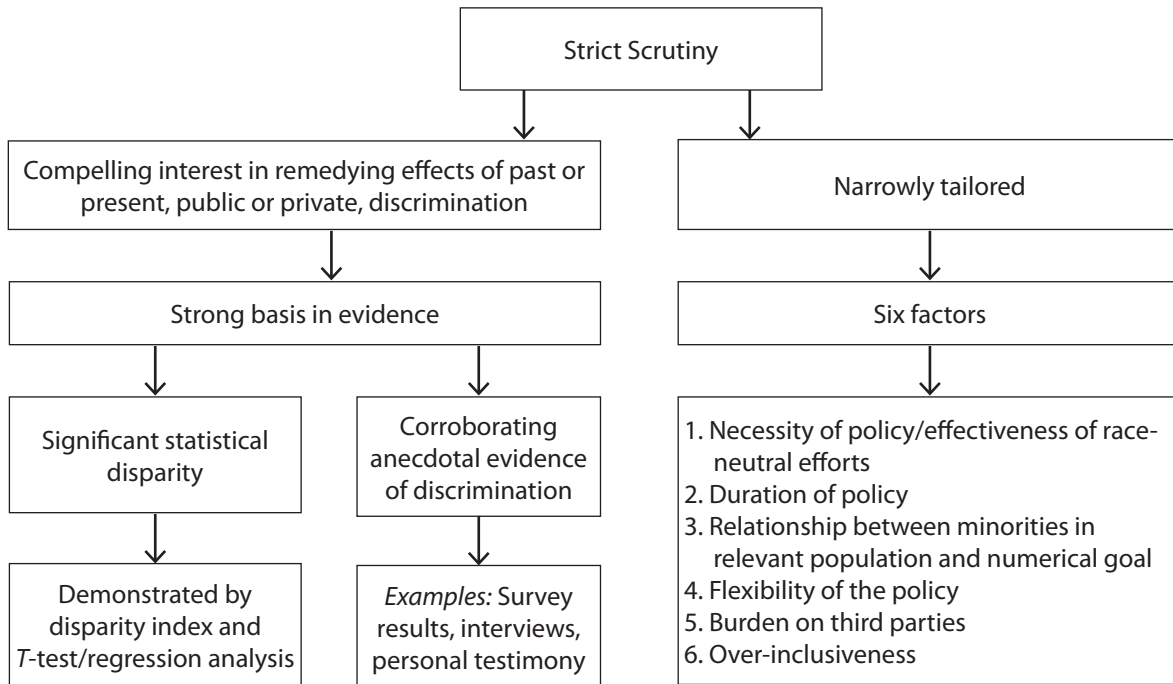 Strict Scrutiny
Compelling interest in remedying effects of past or
present, public or private, discrimination
Narrowly tailored
Strong basis in evidence
Six factors
Significant statistical
disparity
Corroborating
anecdotal evidence
of discrimination
1. Necessity of policy/effectiveness of race-
neutral efforts
2. Duration of policy
3. Relationship between minorities in
relevant population and numerical goal
4. Flexibility of the policy
5. Burden on third parties
6. Over-inclusiveness
Demonstrated by
disparity index and
T-test/regression analysis
Examples: Survey
results, interviews,
personal testimony